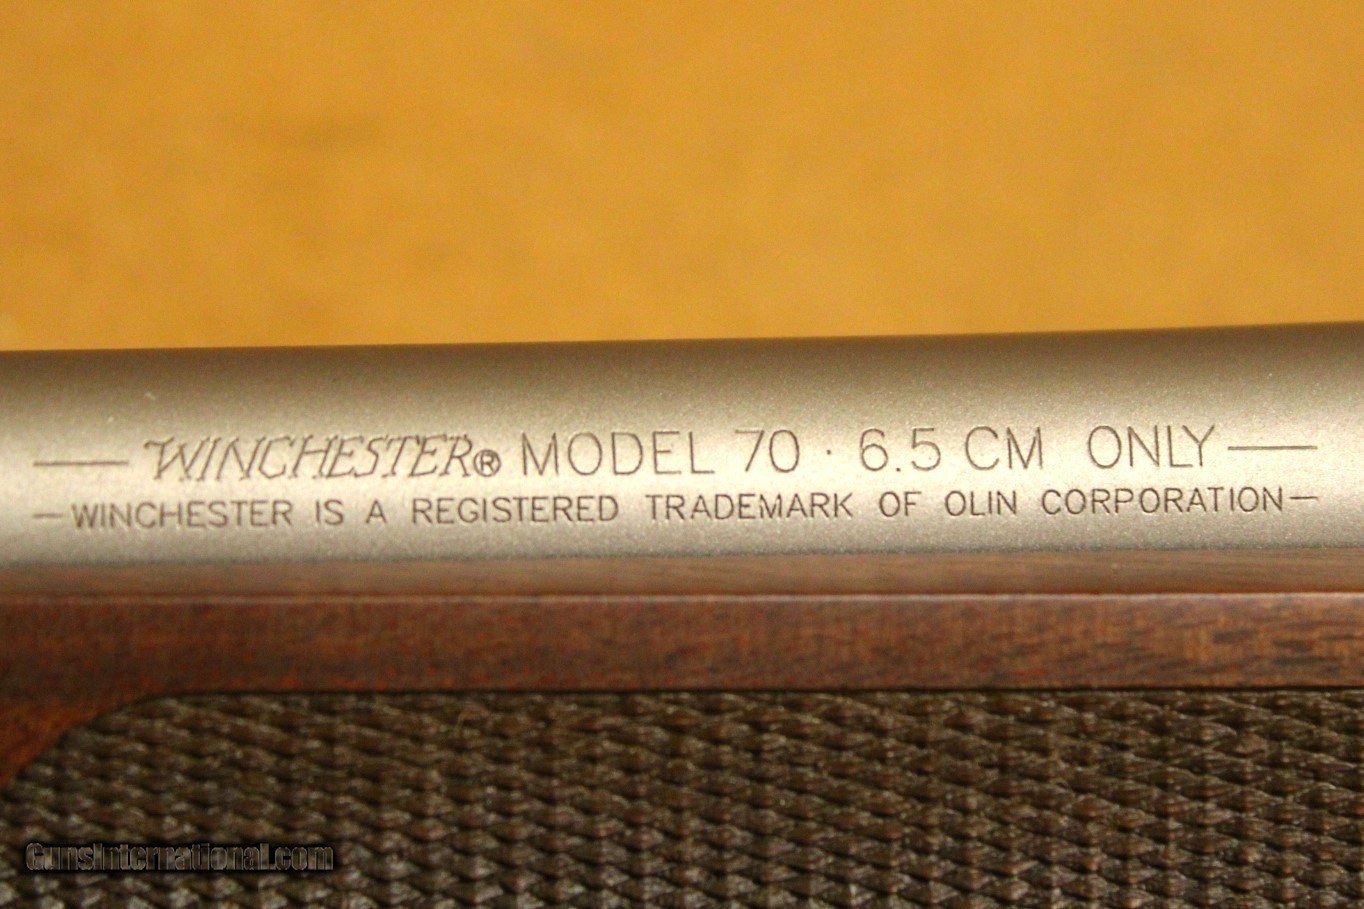 — WINCHESTER® MODEL 70 · 6.5 CM ONLY —
— WINCHESTER IS A REGISTERED TRADEMARK OF OLIN CORPORATION —
GunsInternational.com